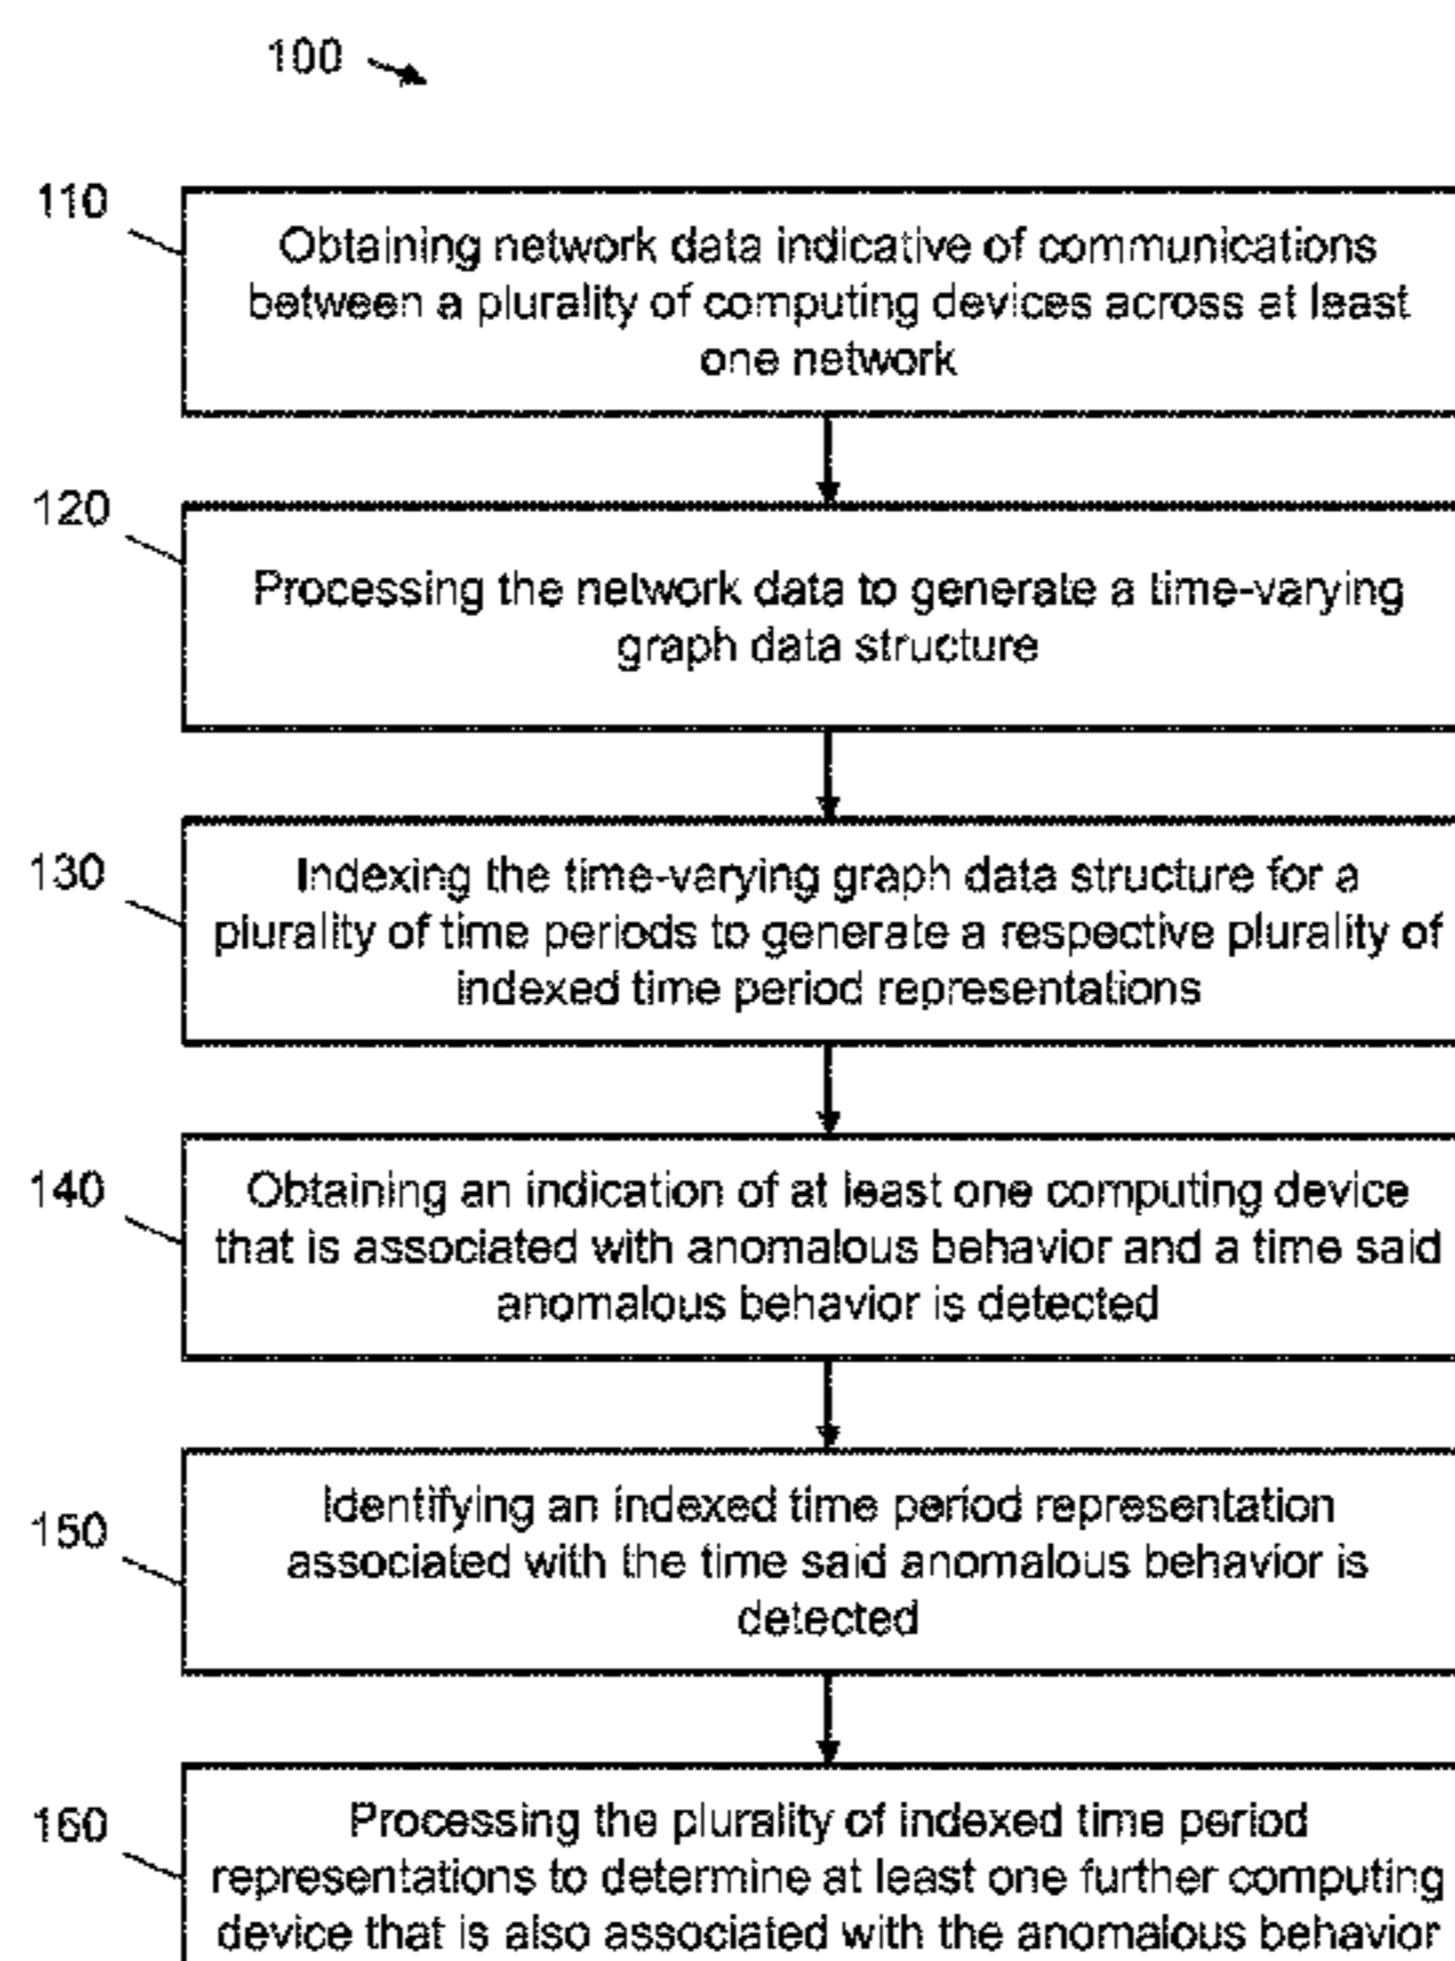 100
110
Obtaining network data indicative of communications
between a plurality of computing devices across at least
one network
120
Processing the network data to generate a time-varying
graph data structure
130
Indexing the time-varying graph data structure for a
plurality of time periods to generate a respective plurality of
indexed time period representations
140
Obtaining an indication of at least one computing device
that is associated with anomalous behavior and a time said
anomalous behavior is detected
150
Identifying an indexed time period representation
associated with the time said anomalous behavior is
detected
160
Processing the plurality of indexed time period
representations to determine at least one further computing
device that is also associated with the anomalous behavior